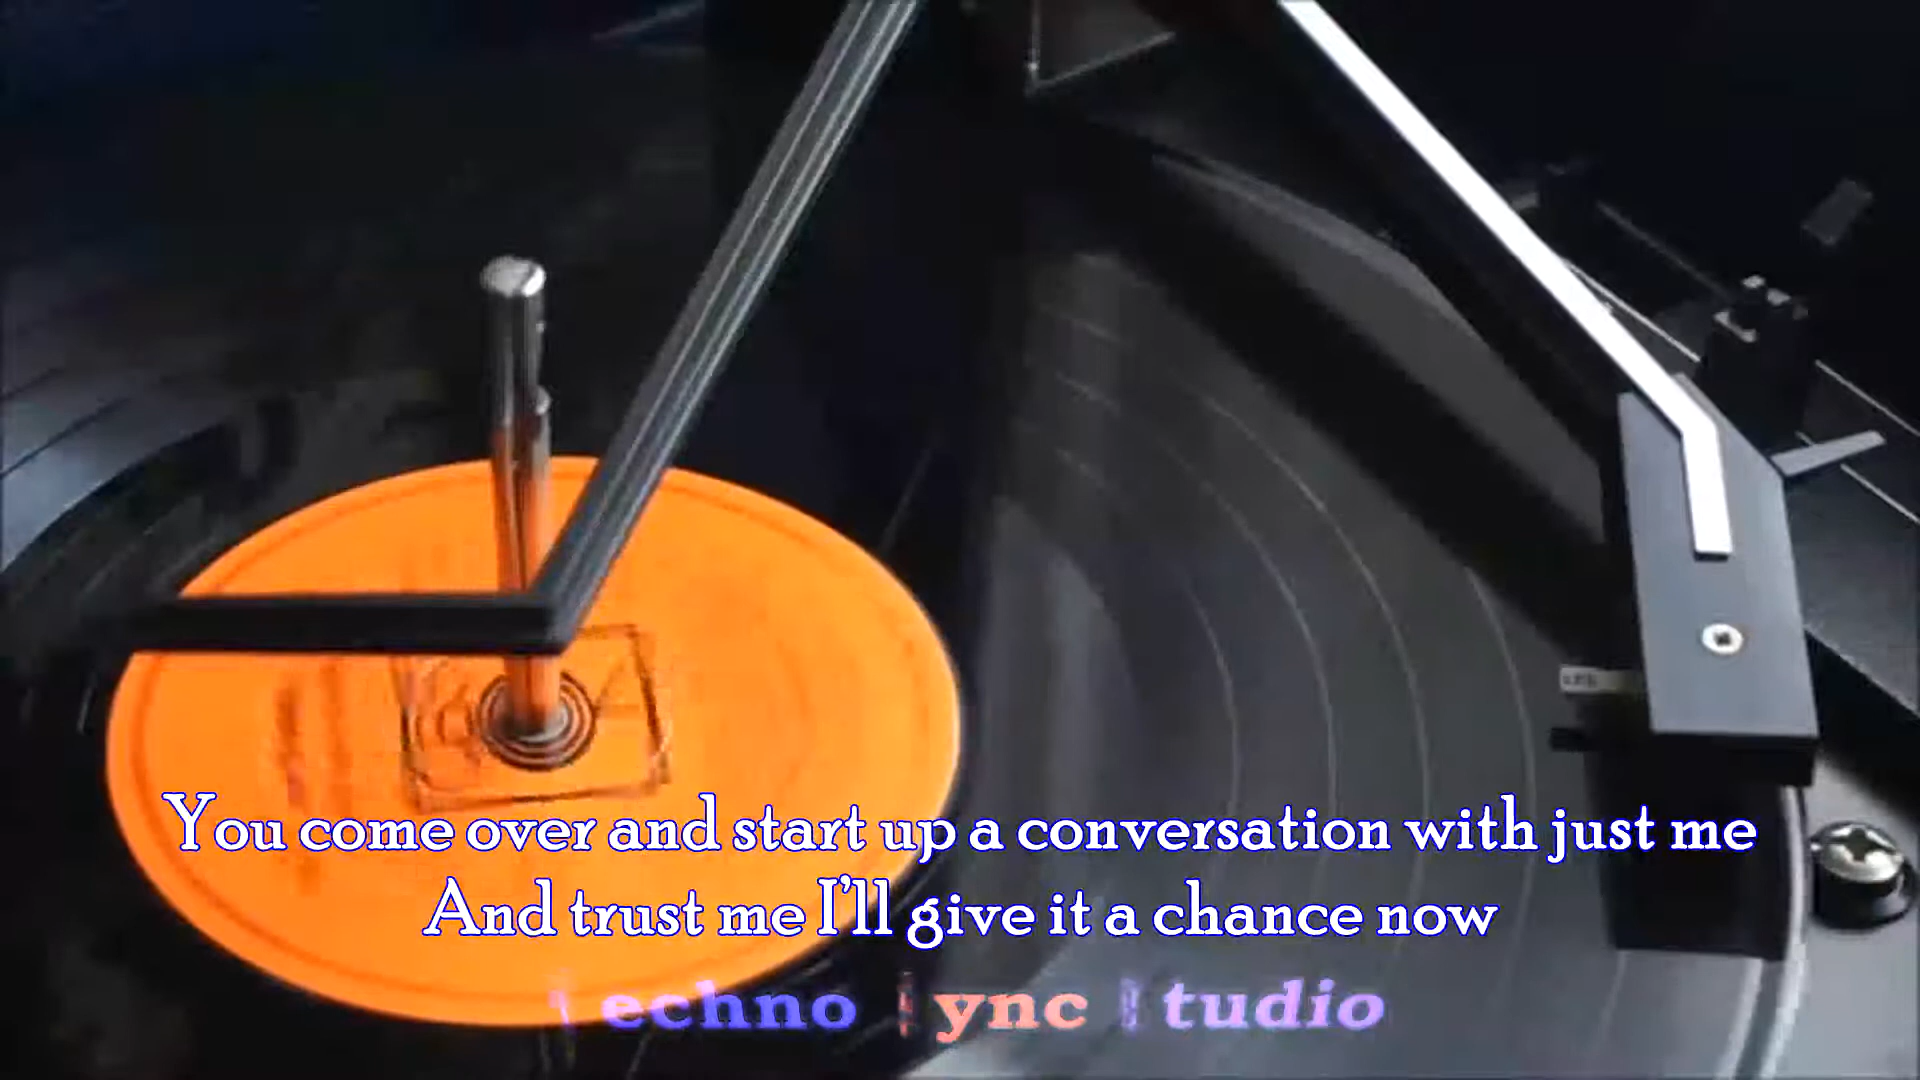 You come over and start up a conversation with just me
And trust me I'll give it a chance now
echno ync tudio